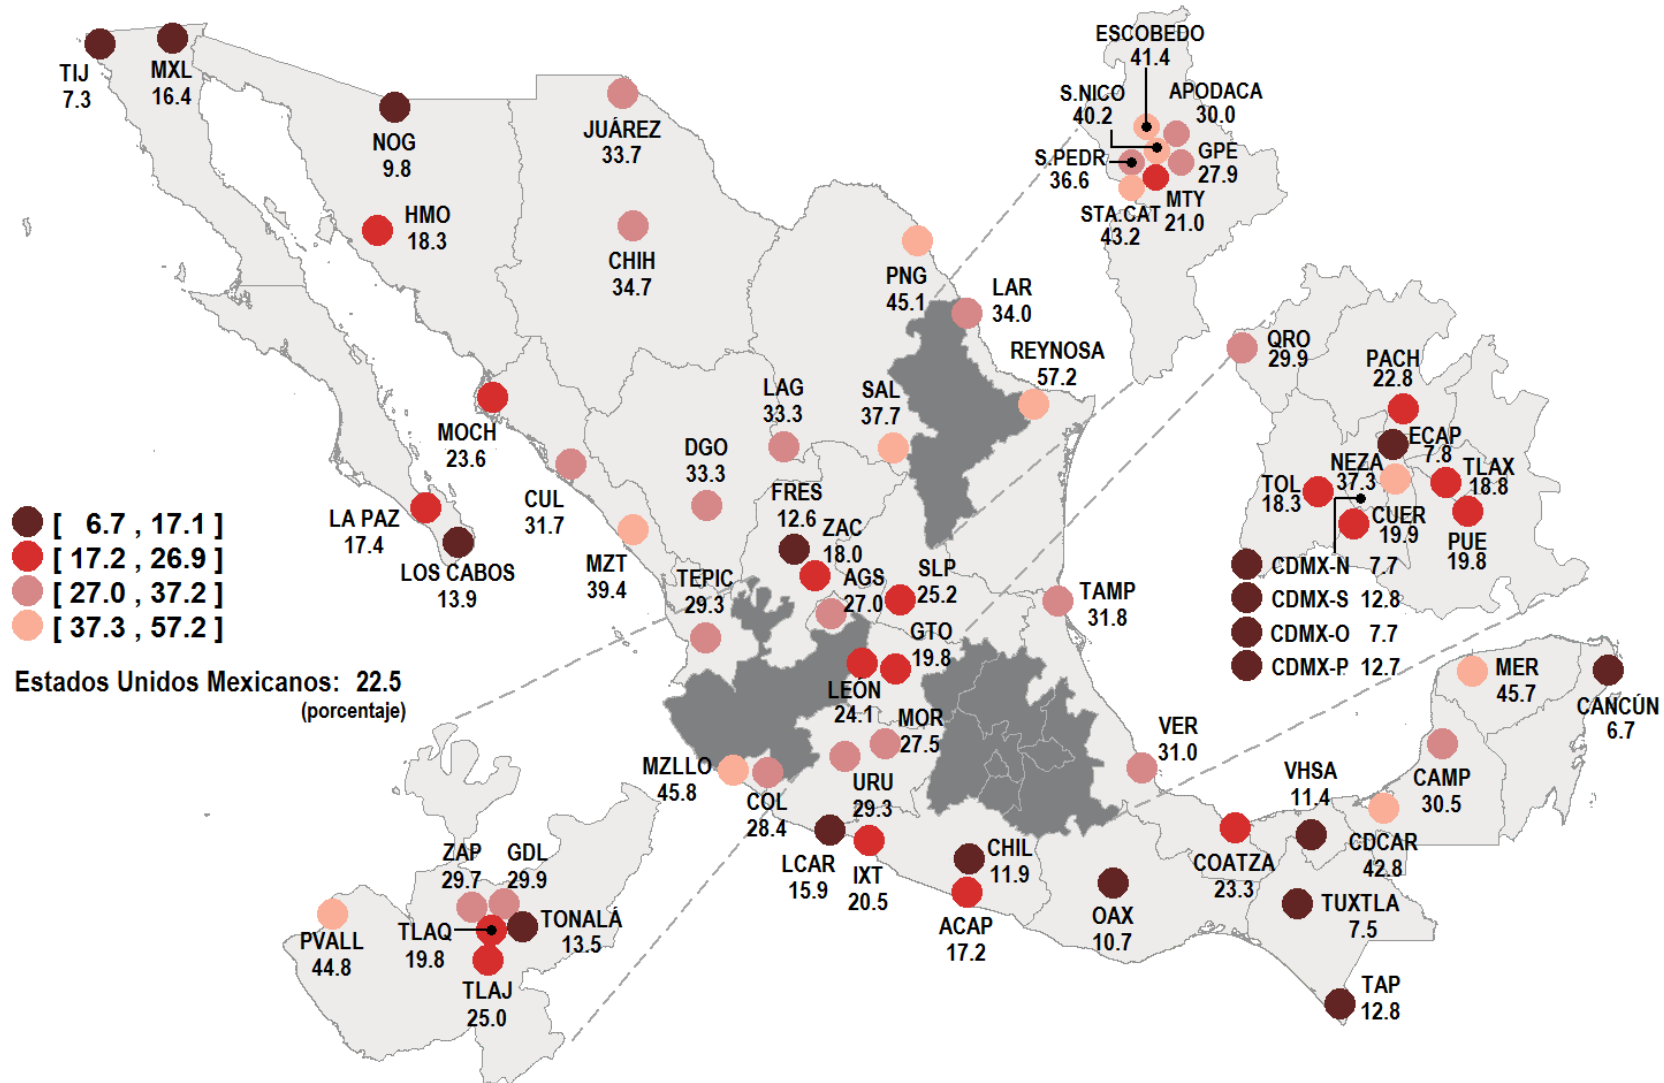 TIJ
7.3
MXL
16.4
NOG
9.8
HMO
18.3
JUÁREZ
33.7
CHIH
34.7
PNG
45.1
LAR
34.0
REYNOSA
57.2
ESCOBEDO
41.4
S.NICO
40.2
APODACA
30.0
S.PEDR
36.6
GPE
27.9
STA.CAT
43.2
MTY
21.0
QRO
29.9
PACH
22.8
ECAP
7.8
NEZA
37.3
TLAX
18.8
TOL
18.3
CUER
19.9
PUE
19.8
CDMX-N 7.7
CDMX-S 12.8
CDMX-O 7.7
CDMX-P 12.7
MOCH
23.6
CUL
31.7
LAG
33.3
SAL
37.7
DGO
33.3
FRES
12.6
ZAC
18.0
LA PAZ
17.4
LOS CABOS
13.9
MZT
39.4
TEPIC
29.3
AGS
27.0
SLP
25.2
TAMP
31.8
GTO
19.8
LEÓN
24.1
MOR
27.5
[ 6.7 , 17.1 ]
[ 17.2 , 26.9 ]
[ 27.0 , 37.2 ]
[ 37.3 , 57.2 ]
Estados Unidos Mexicanos: 22.5
(porcentaje)
MZLLO
45.8
COL
28.4
URU
29.3
LCAR
15.9
IXT
20.5
CHIL
11.9
ACAP
17.2
OAX
10.7
VER
31.0
COATZA
23.3
VHSA
11.4
MER
45.7
CANCÚN
6.7
CAMP
30.5
CDCAR
42.8
TUXTLA
7.5
TAP
12.8
ZAP
29.7
GDL
29.9
TONALÁ
13.5
TLAQ
19.8
PVALL
44.8
TLAJ
25.0